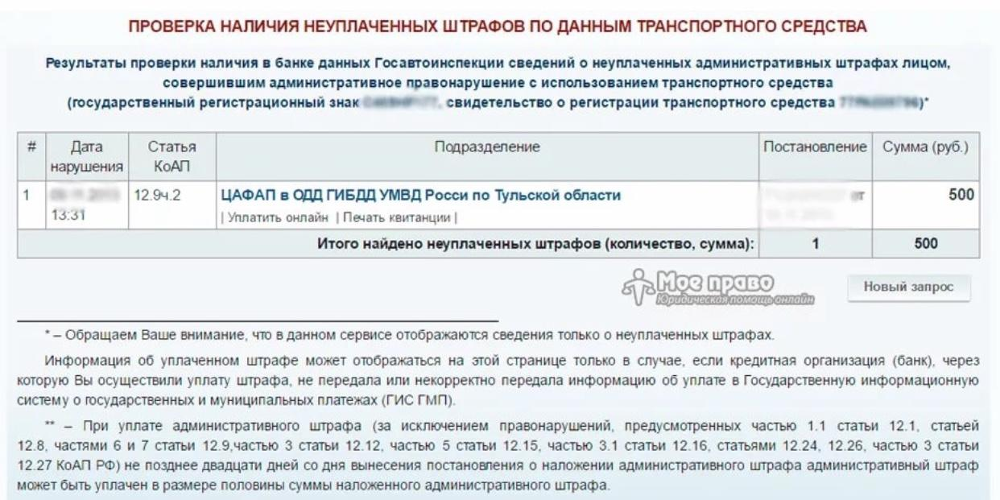 ПРОВЕРКА НАЛИЧИЯ НЕУПЛАЧЕННЫХ ШТРАФОВ ПО ДАННЫМ ТРАНСПОРТНОГО СРЕДСТВА
Результаты проверки наличия в банке данных Госавтоинспекции сведений о неуплаченных административных штрафах лицом,
совершившим административное правонарушение с использованием транспортного средства
(государственный регистрационный знак , свидетельство о регистрации транспортного средства )*
# Дата нарушения Статья КоАП Подразделение Постановление Сумма (руб.)
1 13:31 12.9ч.2 ЦАФАП в ОДД ГИБДД УМВД Росси по Тульской области от 500
| Уплатить онлайн | Печать квитанции |
Итого найдено неуплаченных штрафов (количество, сумма): 1 500
Мое право
Юридическая помощь онлайн
Новый запрос
* – Обращаем Ваше внимание, что в данном сервисе отображаются сведения только о неуплаченных штрафах.
Информация об уплаченном штрафе может отображаться на этой странице только в случае, если кредитная организация (банк), через
которую Вы осуществили уплату штрафа, не передала или некорректно передала информацию об уплате в Государственную информационную
систему о государственных и муниципальных платежах (ГИС ГМП).
** – При уплате административного штрафа (за исключением правонарушений, предусмотренных частью 1.1 статьи 12.1, статьей
12.8, частями 6 и 7 статьи 12.9,частью 3 статьи 12.12, частью 5 статьи 12.15, частью 3.1 статьи 12.16, статьями 12.24, 12.26, частью 3 статьи
12.27 КоАП РФ) не позднее двадцати дней со дня вынесения постановления о наложении административного штрафа административный штраф
может быть уплачен в размере половины суммы наложенного административного штрафа.